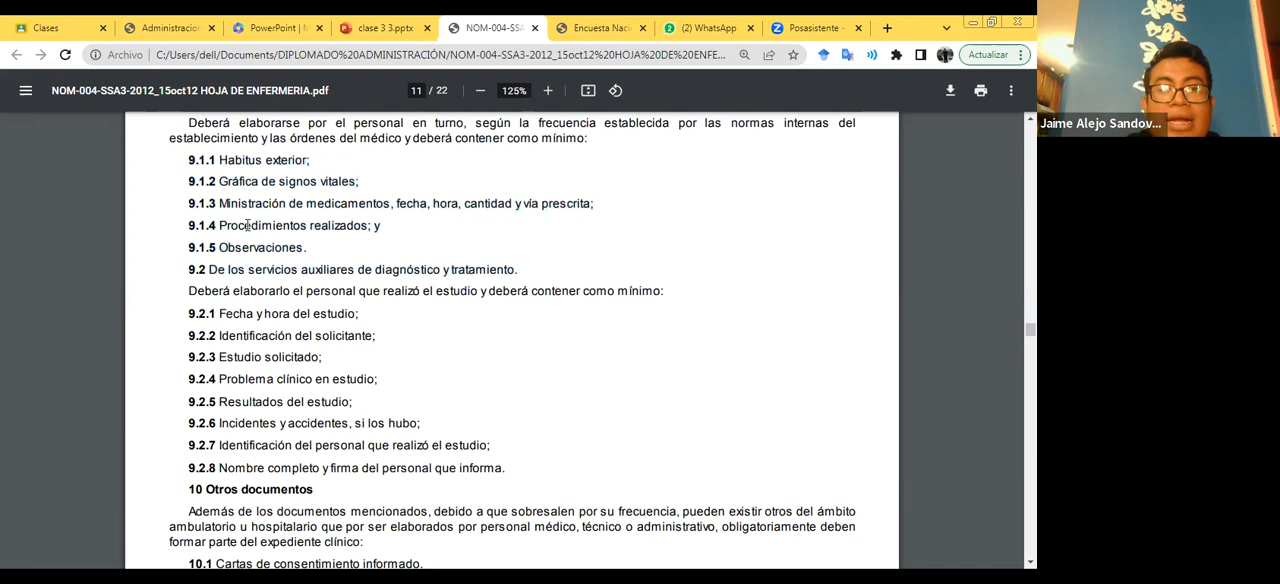 Clases
Administracion
PowerPoint | M
clase 3 3.pptx
NOM-004-SSA
Encuesta Naci
(2) WhatsApp
Posasistente -
Archivo C:/Users/dell/Documents/DIPLOMADO%20ADMINISTRACIÓN/NOM-004-SSA3-2012_15oct12%20HOJA%20DE%20ENFE...
Actualizar
NOM-004-SSA3-2012_15oct12 HOJA DE ENFERMERIA.pdf
11 / 22
125%
Jaime Alejo Sandov...
Deberá elaborarse por el personal en turno, según la frecuencia establecida por las normas internas del
establecimiento y las órdenes del médico y deberá contener como mínimo:
9.1.1 Habitus exterior;
9.1.2 Gráfica de signos vitales;
9.1.3 Ministración de medicamentos, fecha, hora, cantidad y vía prescrita;
9.1.4 Procedimientos realizados; y
9.1.5 Observaciones.
9.2 De los servicios auxiliares de diagnóstico y tratamiento.
Deberá elaborarlo el personal que realizó el estudio y deberá contener como mínimo:
9.2.1 Fecha y hora del estudio;
9.2.2 Identificación del solicitante;
9.2.3 Estudio solicitado;
9.2.4 Problema clínico en estudio;
9.2.5 Resultados del estudio;
9.2.6 Incidentes y accidentes, si los hubo;
9.2.7 Identificación del personal que realizó el estudio;
9.2.8 Nombre completo y firma del personal que informa.
10 Otros documentos
Además de los documentos mencionados, debido a que sobresalen por su frecuencia, pueden existir otros del ámbito
ambulatorio u hospitalario que por ser elaborados por personal médico, técnico o administrativo, obligatoriamente deben
formar parte del expediente clínico:
10.1 Cartas de consentimiento informado.